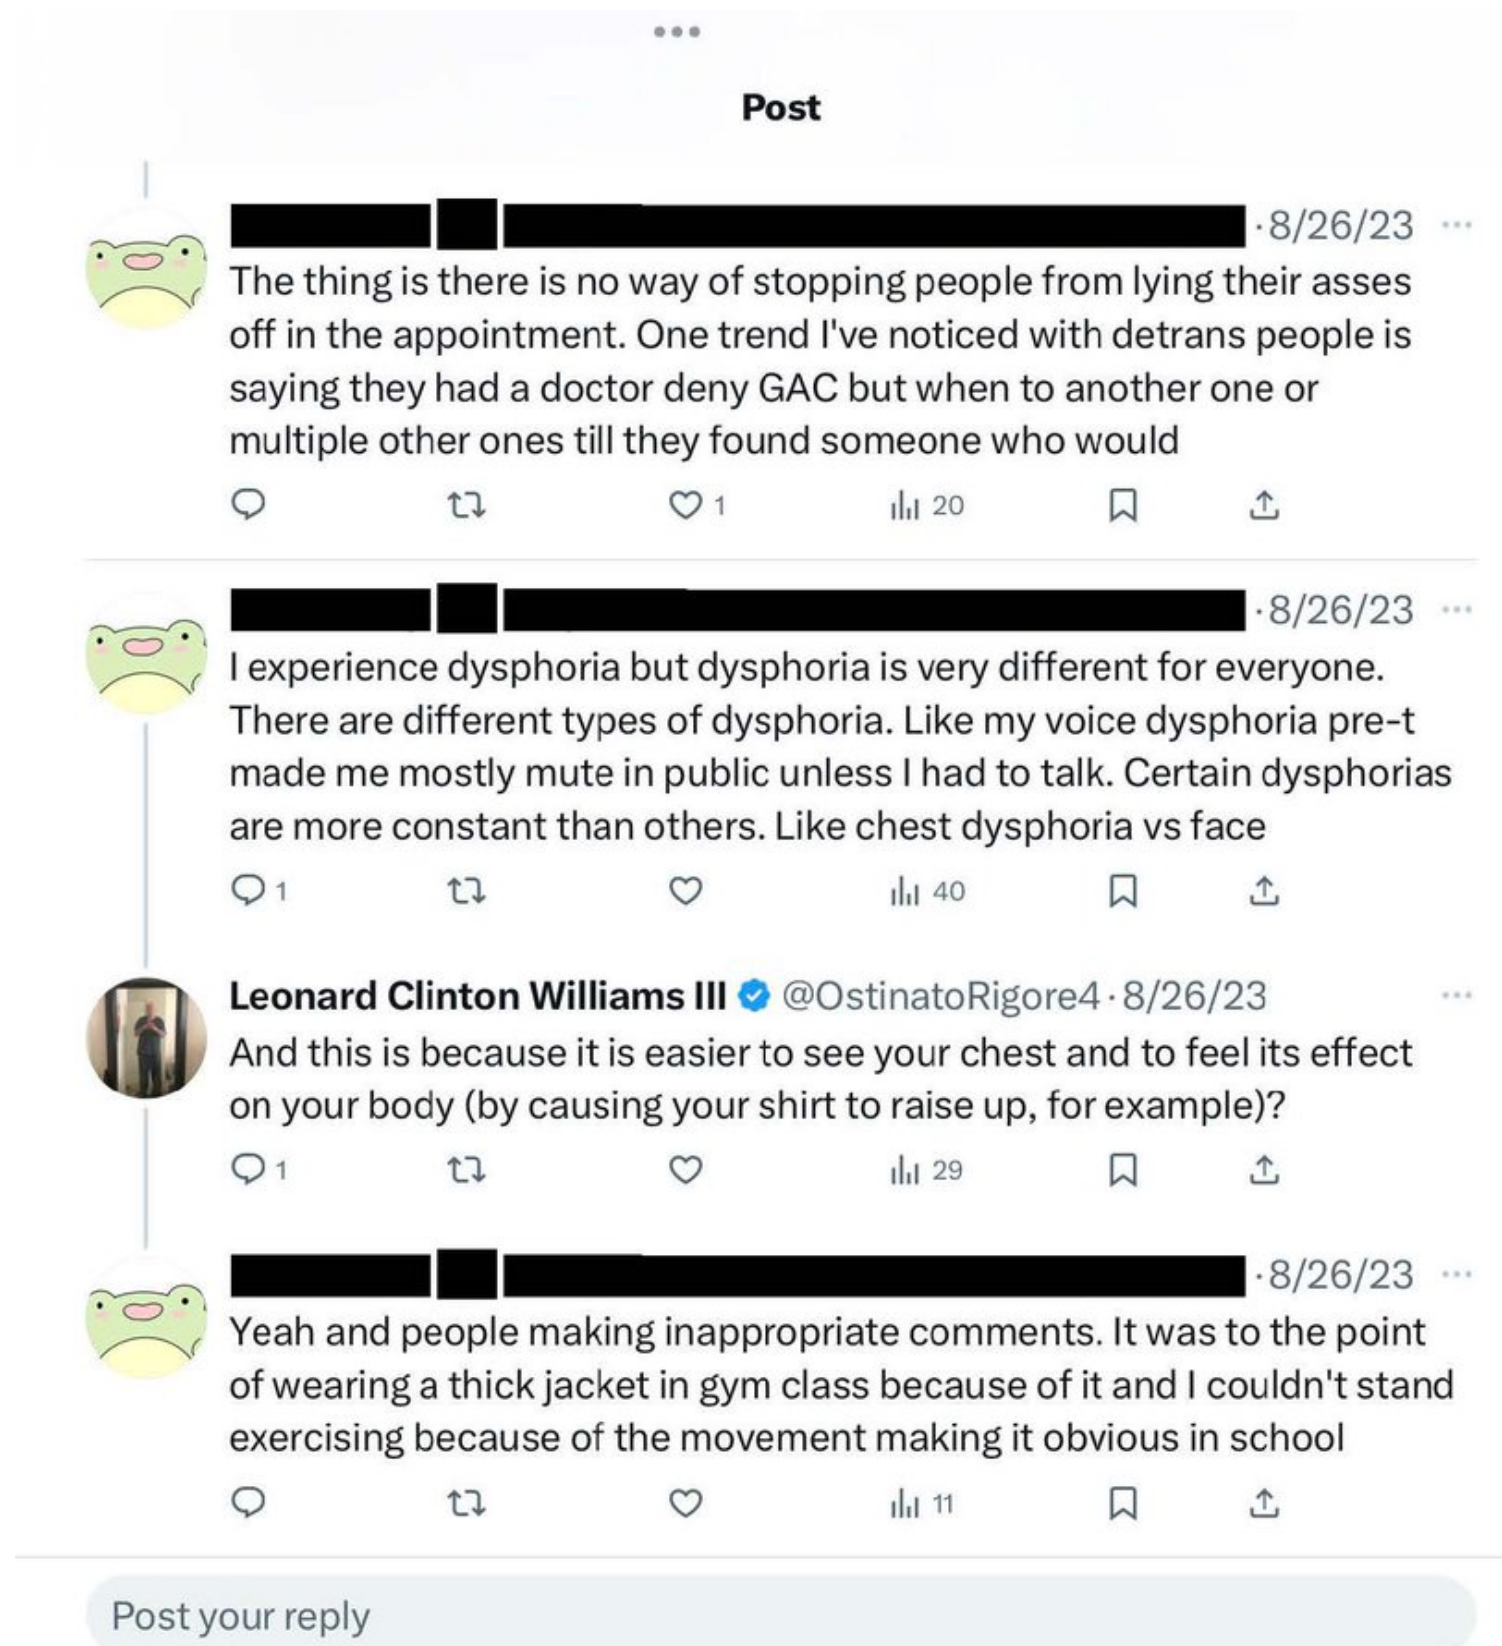 Post
·8/26/23
The thing is there is no way of stopping people from lying their asses
off in the appointment. One trend I've noticed with detrans people is
saying they had a doctor deny GAC but when to another one or
multiple other ones till they found someone who would
1 20
·8/26/23
I experience dysphoria but dysphoria is very different for everyone.
There are different types of dysphoria. Like my voice dysphoria pre-t
made me mostly mute in public unless I had to talk. Certain dysphorias
are more constant than others. Like chest dysphoria vs face
1 40
Leonard Clinton Williams III @OstinatoRigore4·8/26/23
And this is because it is easier to see your chest and to feel its effect
on your body (by causing your shirt to raise up, for example)?
1 29
·8/26/23
Yeah and people making inappropriate comments. It was to the point
of wearing a thick jacket in gym class because of it and I couldn't stand
exercising because of the movement making it obvious in school
11
Post your reply